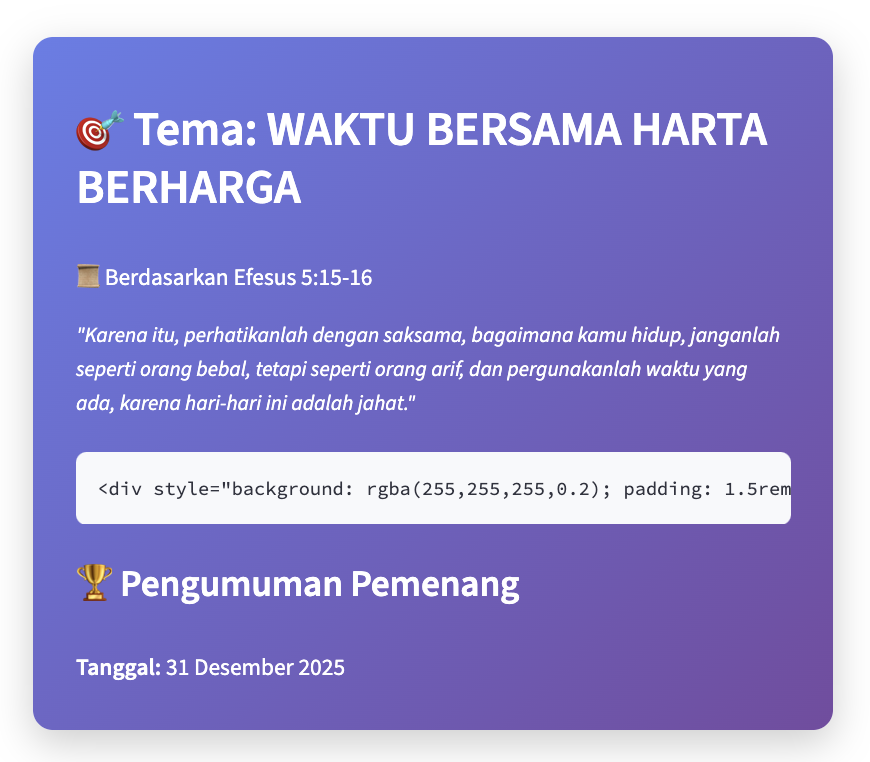 🎯 Tema: WAKTU BERSAMA HARTA
BERHARGA
📜 Berdasarkan Efesus 5:15-16
"Karena itu, perhatikanlah dengan saksama, bagaimana kamu hidup, janganlah
seperti orang bebal, tetapi seperti orang arif, dan pergunakanlah waktu yang
ada, karena hari-hari ini adalah jahat."
<div style="background: rgba(255,255,255,0.2); padding: 1.5rem
🏆 Pengumuman Pemenang
Tanggal: 31 Desember 2025